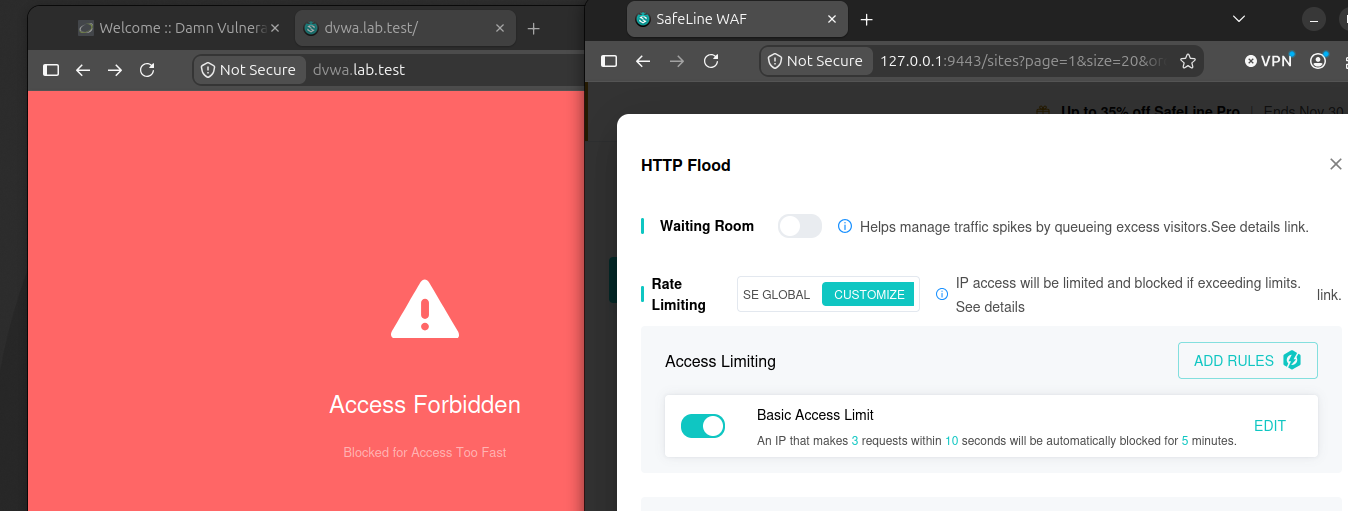 Welcome :: Damn Vulnera
dvwa.lab.test/
Not Secure
dvwa.lab.test
Access Forbidden
Blocked for Access Too Fast
SafeLine WAF
Not Secure
127.0.0.1:9443/sites?page=1&size=20&or
VPN
Up to 35% off SafeLine Pro | Ends Nov 30
HTTP Flood
Waiting Room
Helps manage traffic spikes by queueing excess visitors.See details link.
Rate Limiting
SE GLOBAL
CUSTOMIZE
IP access will be limited and blocked if exceeding limits.
See details
link.
Access Limiting
ADD RULES
Basic Access Limit
An IP that makes 3 requests within 10 seconds will be automatically blocked for 5 minutes.
EDIT